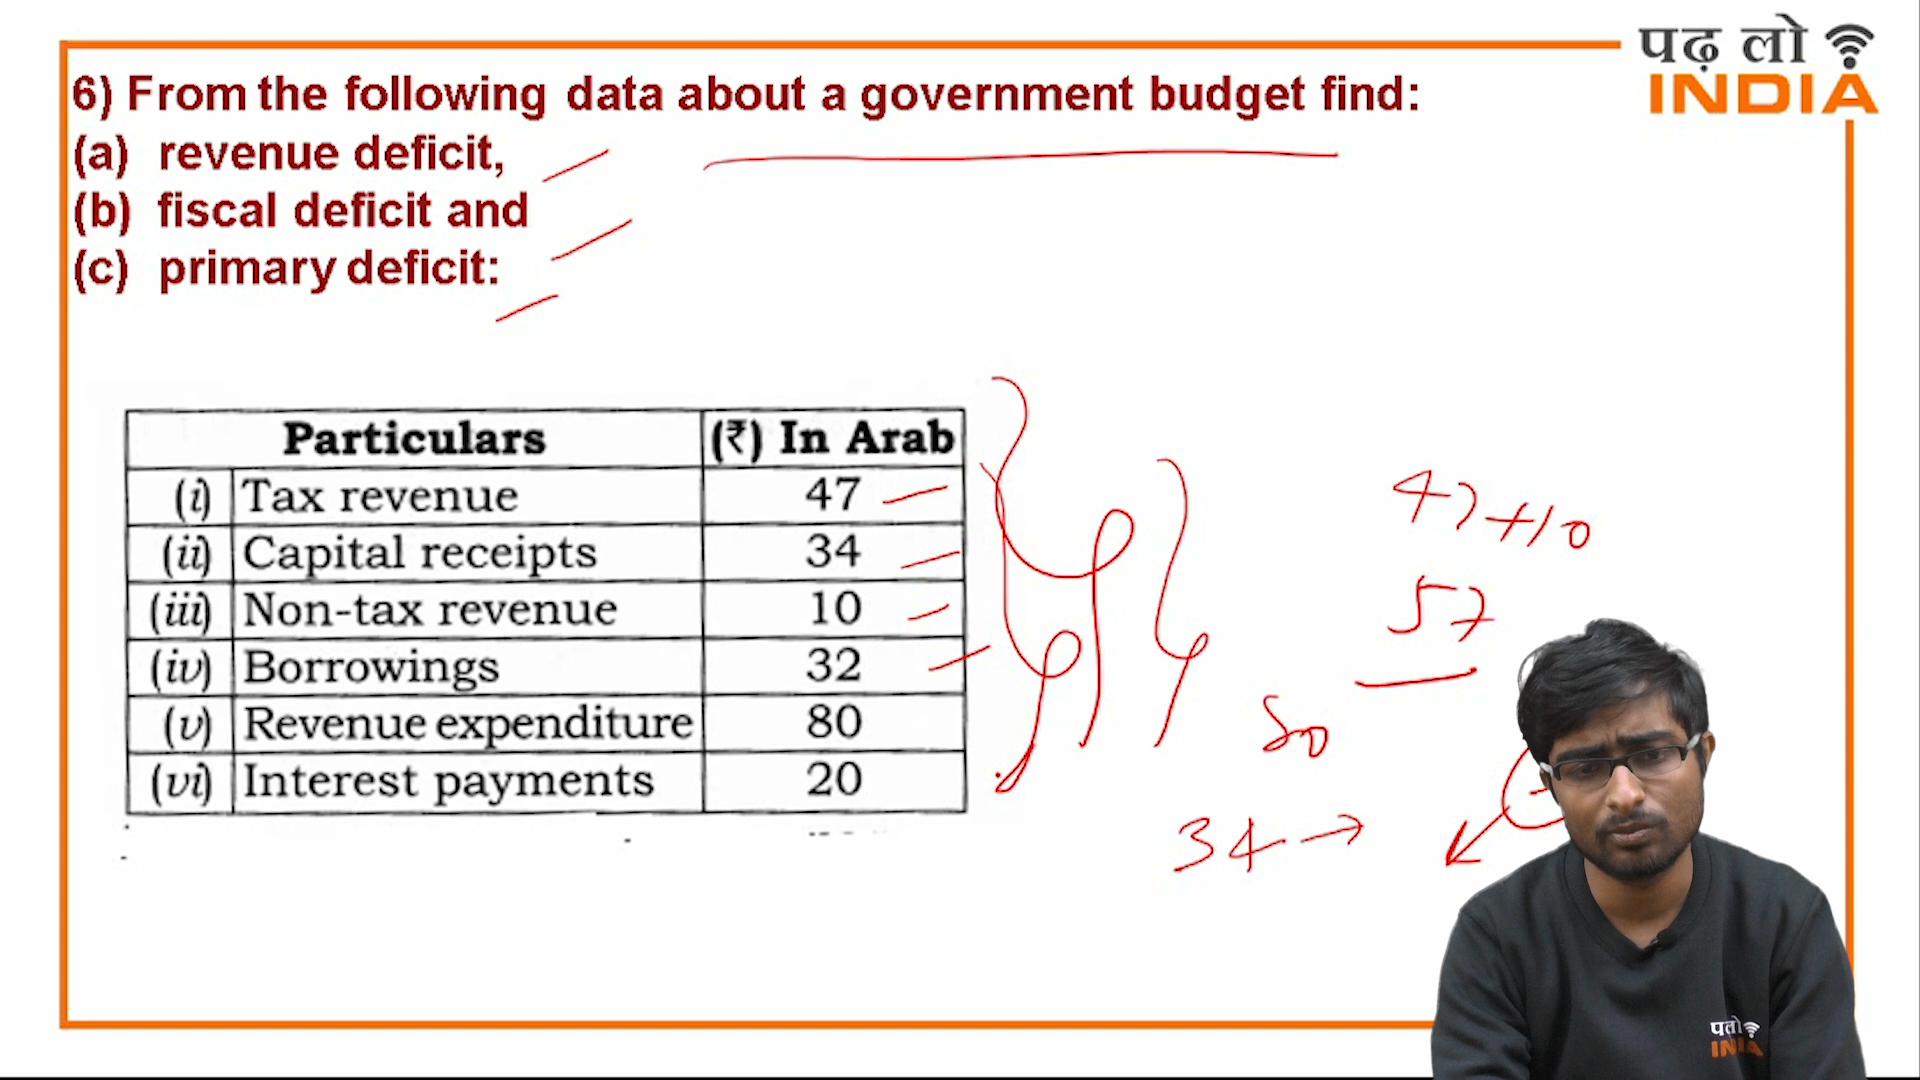 पढ़ लो
INDIA
6) From the following data about a government budget find:
(a) revenue deficit,
(b) fiscal deficit and
(c) primary deficit:
Particulars (₹) In Arab
(i) Tax revenue 47
(ii) Capital receipts 34
(iii) Non-tax revenue 10
(iv) Borrowings 32
(v) Revenue expenditure 80
(vi) Interest payments 20
47+10
57
80
34→
पढ़लो
INDIA